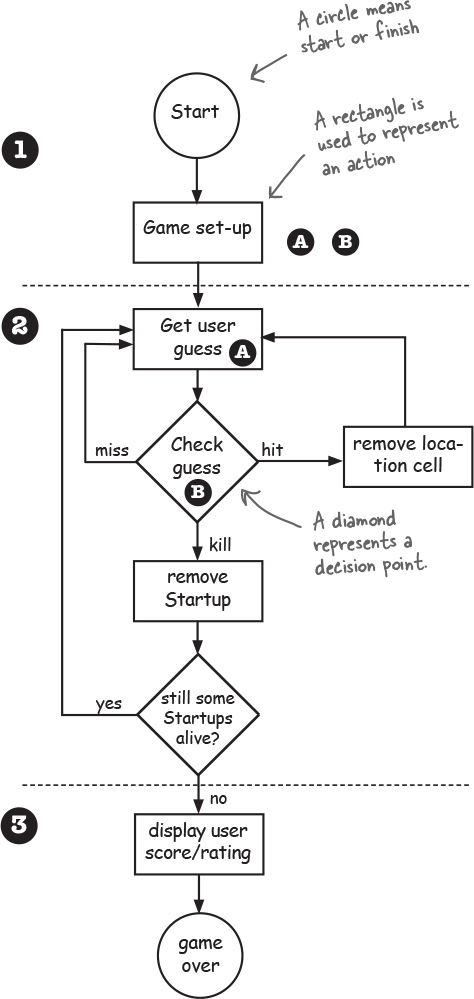 A circle means
start or finish
Start
A rectangle is
used to represent
an action
1
Game set-up
A B
2
Get user
guess A
miss
Check
guess
B
hit
remove loca-
tion cell
A diamond
represents a
decision point.
kill
remove
Startup
yes
still some
Startups
alive?
no
3
display user
score/rating
game
over